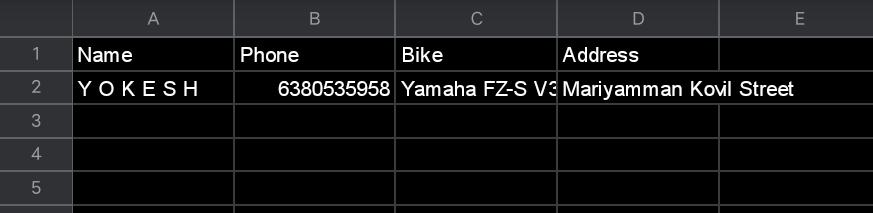 A B C D E
1 Name Phone Bike Address
2 Y O K E S H 6380535958 Yamaha FZ-S V3 Mariyamman Kovil Street
3
4
5